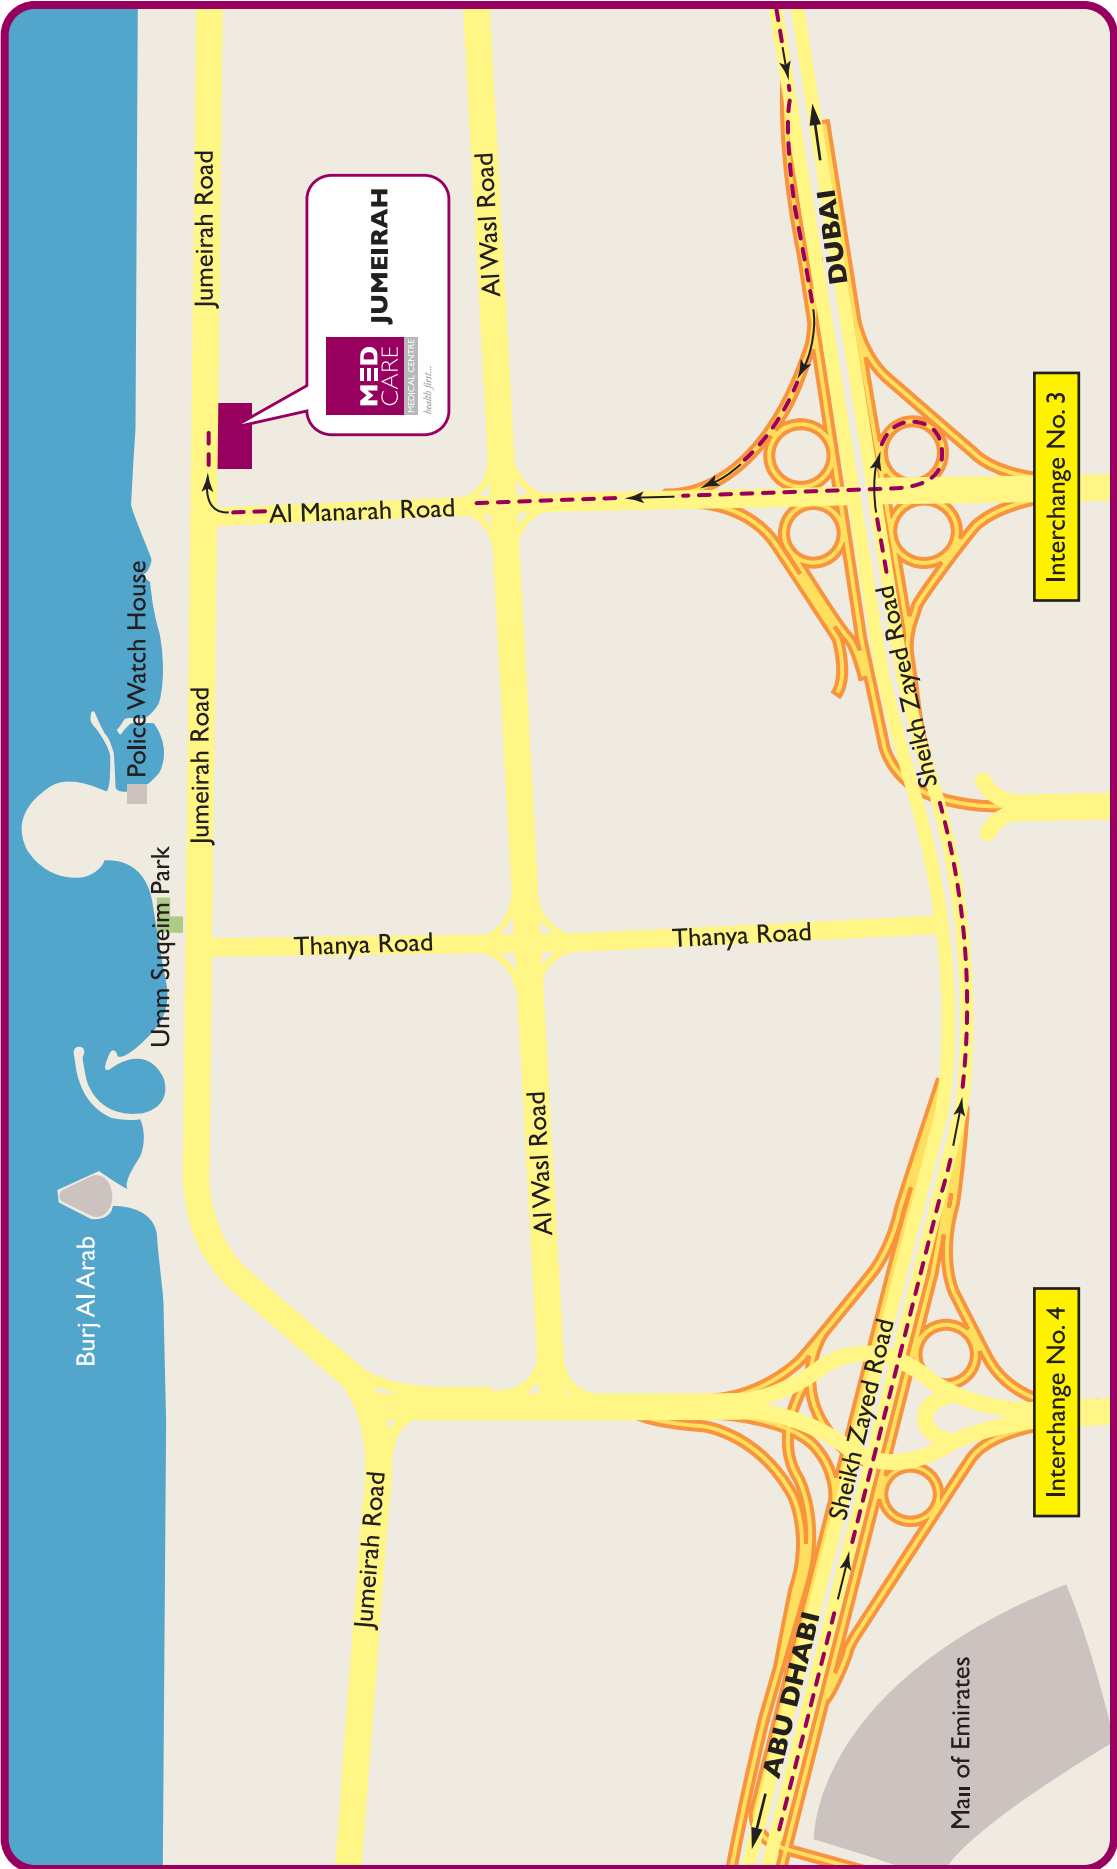 Burj Al Arab
Umm Suqeim Park
Police Watch House
Jumeirah Road
Jumeirah Road
Jumeirah Road
MED
CARE
MEDICAL CENTRE
health first...
JUMEIRAH
Al Manarah Road
Al Wasl Road
Al Wasl Road
Thanya Road
Thanya Road
ABU DHABI
Sheikh Zayed Road
Sheikh Zayed Road
DUBAI
Mall of Emirates
Interchange No. 4
Interchange No. 3